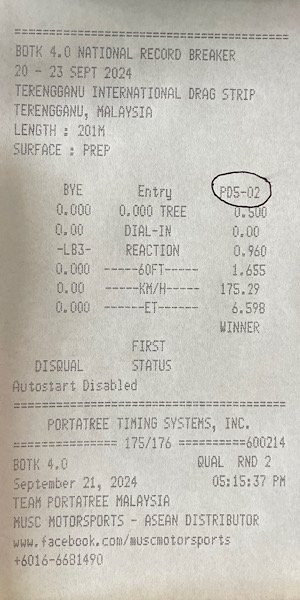 ================================
BOTK 4.0 NATIONAL RECORD BREAKER
20 - 23 SEPT 2024
TERENGGANU INTERNATIONAL DRAG STRIP
TERENGGANU, MALAYSIA
LENGTH : 201M
SURFACE : PREP
BYE Entry PD5-02
0.000 0.000 TREE 0.500
0.00 DIAL-IN 0.00
-LB3- REACTION 0.960
0.000 -----60FT----- 1.655
0.00 -----KM/H----- 175.29
0.000 ------ET------ 6.598
WINNER
FIRST
DISQUAL STATUS
Autostart Disabled
================================
PORTATREE TIMING SYSTEMS, INC.
============== 175/176 ==========600214
BOTK 4.0 QUAL RND 2
September 21, 2024 05:15:37 PM
TEAM PORTATREE MALAYSIA
MUSC MOTORSPORTS - ASEAN DISTRIBUTOR
www.facebook.com/muscmotorsports
+6016-6681490